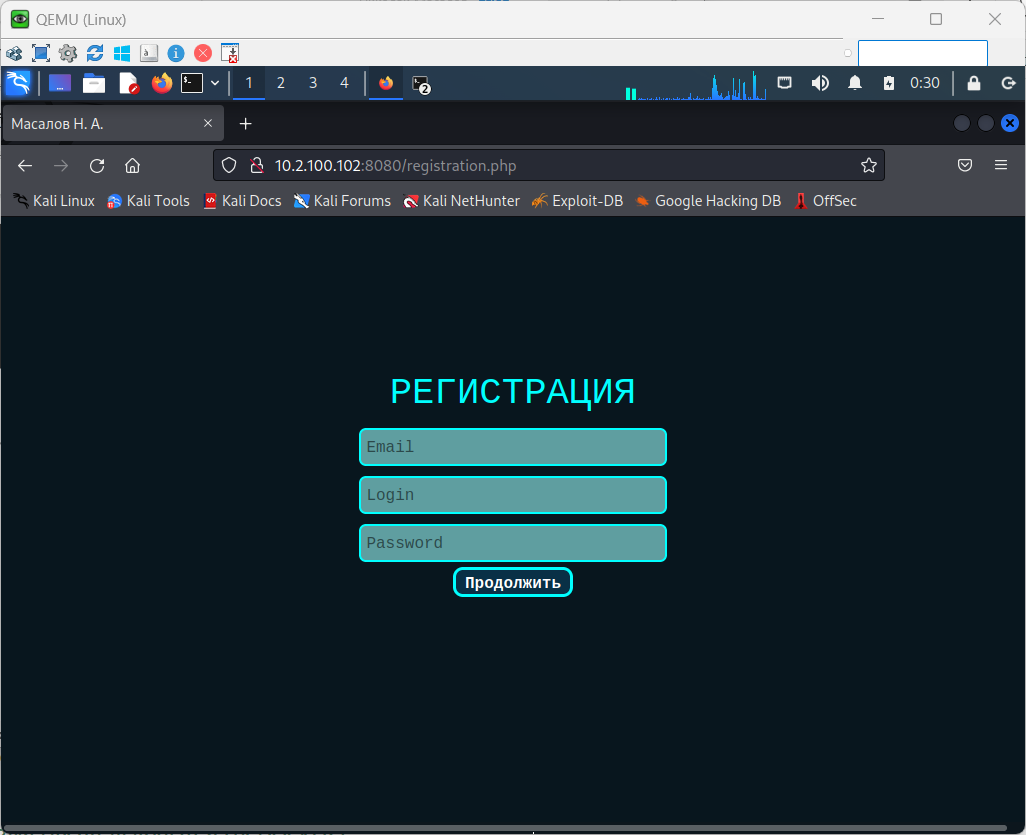 QEMU (Linux)
1 2 3 4 2 0:30
Масалов Н. А.
10.2.100.102:8080/registration.php
Kali Linux Kali Tools Kali Docs Kali Forums Kali NetHunter Exploit-DB Google Hacking DB OffSec
РЕГИСТРАЦИЯ
Email
Login
Password
Продолжить